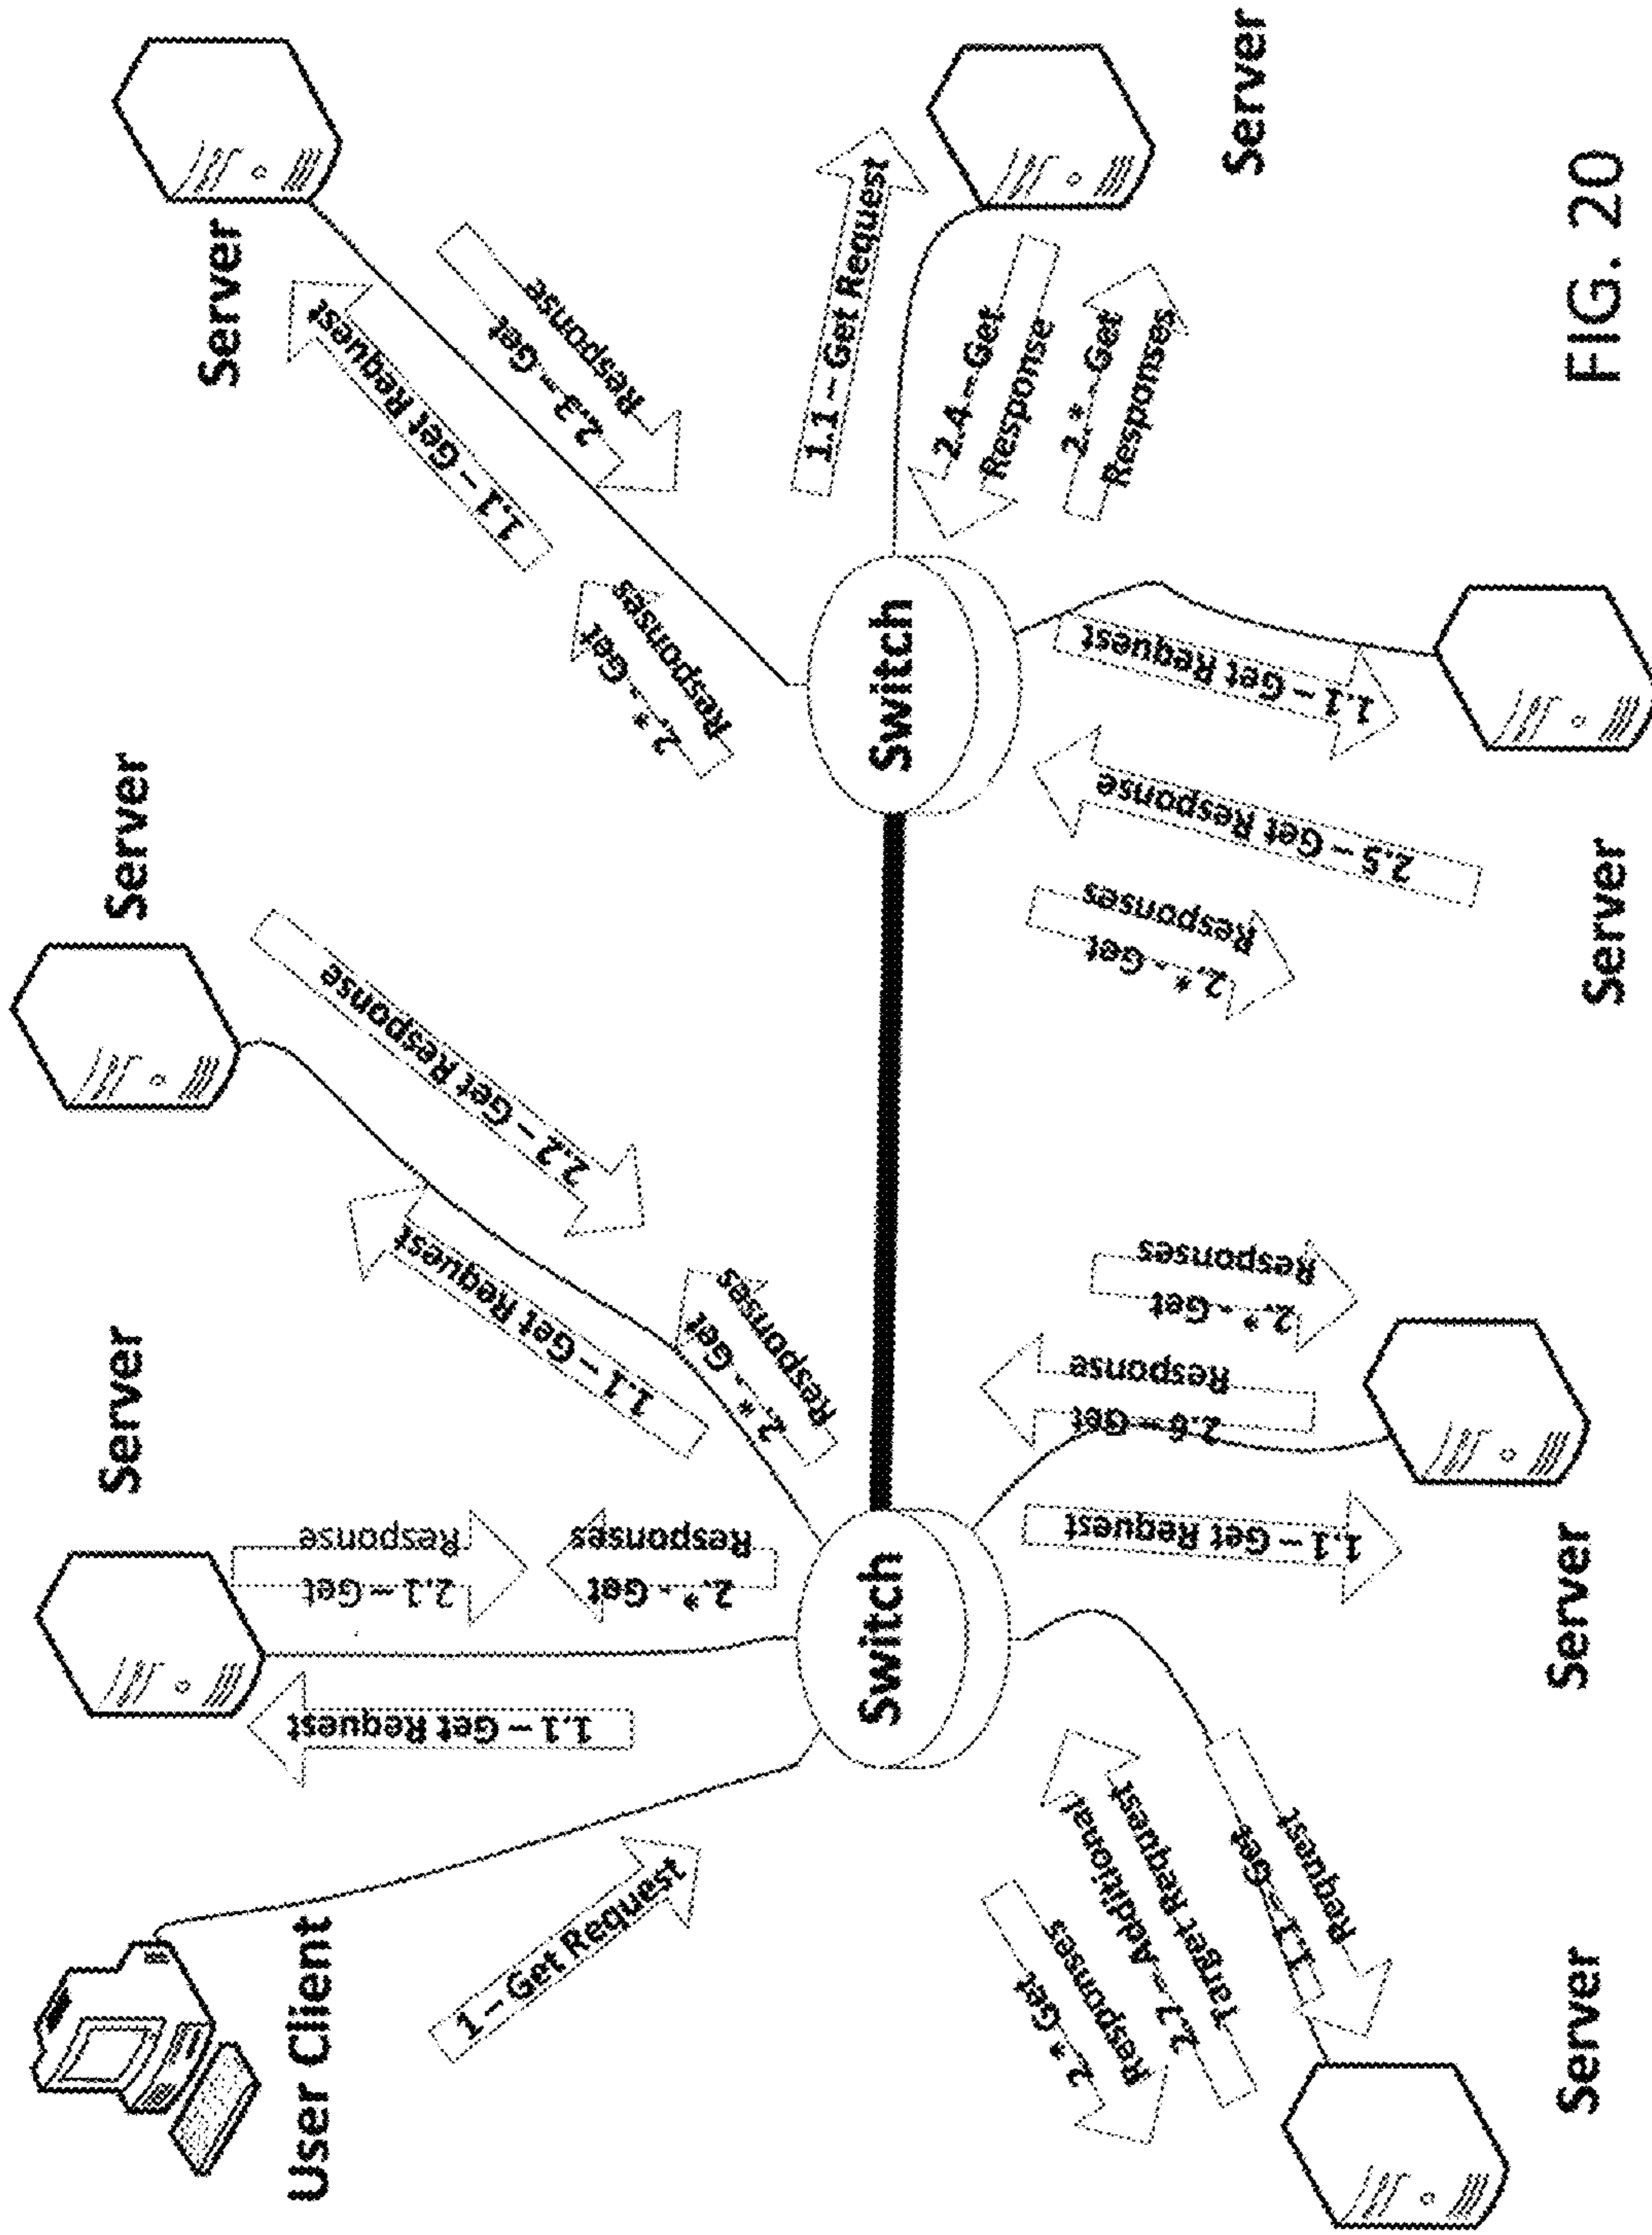 User Client
1 – Get Request
Server
1.1 – Get Request
2.1 – Get
Response
2.* - Get
Responses
Server
1.1 – Get Request
2.2 – Get Response
2.* - Get
Responses
Server
1.1 – Get Request
2.3 – Get
Response
2.* - Get
Responses
Switch
Switch
1.1 – Get Request
2.4 – Get
Response
2.* – Get
Responses
Server
2.* Get
Responses
2.7 – Additional
Target Request
1.1 – Get
Request
Server
1.1 – Get Request
2.6 – Get
Response
2.* - Get
Responses
Server
2.* - Get
Responses
2.5 – Get Response
1.1 – Get Request
Server
FIG. 20